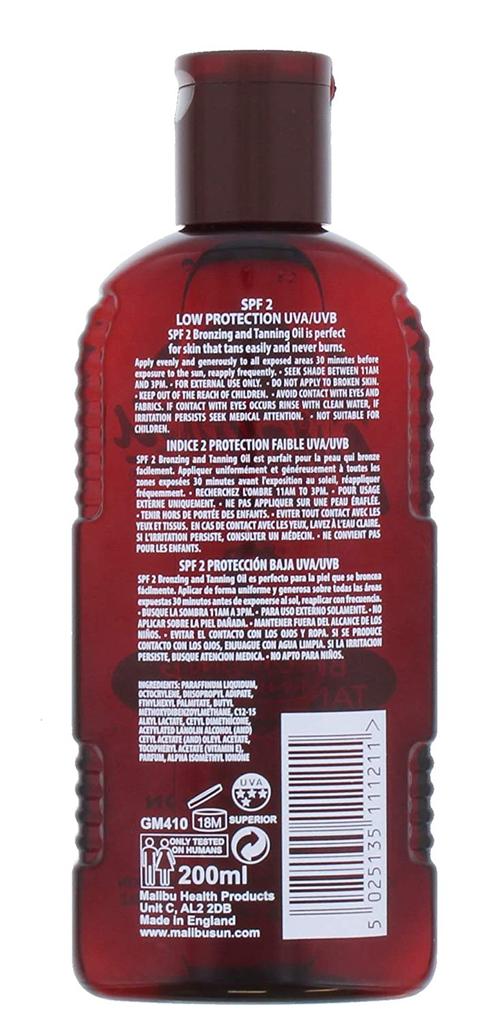 SPF 2
LOW PROTECTION UVA/UVB
SPF 2 Bronzing and Tanning Oil is perfect
for skin that tans easily and never burns.
Apply evenly and generously to all exposed areas 30 minutes before
exposure to the sun, reapply frequently. • SEEK SHADE BETWEEN 11AM
AND 3PM. • FOR EXTERNAL USE ONLY. • DO NOT APPLY TO BROKEN SKIN.
• KEEP OUT OF THE REACH OF CHILDREN. • AVOID CONTACT WITH EYES AND
FABRICS. IF CONTACT WITH EYES OCCURS RINSE WITH CLEAN WATER, IF
IRRITATION PERSISTS SEEK MEDICAL ATTENTION. • NOT SUITABLE FOR
CHILDREN.
INDICE 2 PROTECTION FAIBLE UVA/UVB
SPF 2 Bronzing and Tanning Oil est parfait pour la peau qui bronze
facilement. Appliquer uniformément et généreusement à toutes les
zones exposées 30 minutes avant l'exposition au soleil, réappliquer
fréquemment. • RECHERCHEZ L'OMBRE 11AM TO 3PM. • POUR USAGE
EXTERNE UNIQUEMENT. • NE PAS APPLIQUER SUR UNE PEAU ÉRAFLÉE.
• TENIR HORS DE PORTÉE DES ENFANTS. • EVITER TOUT CONTACT AVEC LES
YEUX ET TISSUS. EN CAS DE CONTACT AVEC LES YEUX, LAVEZ À L'EAU CLAIRE.
SI L'IRRITATION PERSISTE, CONSULTER UN MÉDECIN. • NE CONVIENT PAS
POUR LES ENFANTS.
SPF 2 PROTECCIÓN BAJA UVA/UVB
SPF 2 Bronzing and Tanning Oil es perfecto para la piel que se broncea
fácilmente. Aplicar de forma uniforme y generosa sobre todas las áreas
expuestas 30 minutos antes de exponerse al sol, reaplicar con frecuencia.
• BUSQUE LA SOMBRA 11AM A 3PM. • PARA USO EXTERNO SOLAMENTE. • NO
APLICAR SOBRE LA PIEL DAÑADA. • MANTENER FUERA DEL ALCANCE DE LOS
NIÑOS. • EVITAR EL CONTACTO CON LOS OJOS Y ROPA. SI SE PRODUCE
CONTACTO CON LOS OJOS, ENJUAGUE CON AGUA LIMPIA. SI LA IRRITACIÓN
PERSISTE, BUSQUE ATENCION MEDICA. • NO APTO PARA NIÑOS.
INGREDIENTS: PARAFFINUM LIQUIDUM,
OCTOCRYLENE, DIISOPROPYL ADIPATE,
ETHYLHEXYL PALMITATE, BUTYL
METHOXYDIBENZOYLMETHANE, C12-15
ALKYL LACTATE, CETYL DIMETHICONE,
ACETYLATED LANOLIN ALCOHOL (AND)
CETYL ACETATE (AND) OLEYL ACETATE,
TOCOPHERYL ACETATE (VITAMIN E),
PARFUM, ALPHA ISOMETHYL IONONE
UVA
SUPERIOR
GM410
18M
ONLY TESTED
ON HUMANS
200ml
Malibu Health Products
Unit C, AL2 2DB
Made in England
www.malibusun.com
5 025135 111211 >